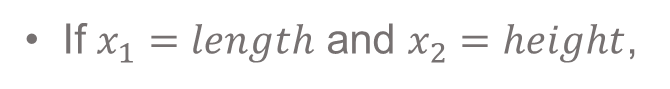 • If x₁ = length and x₂ = height,